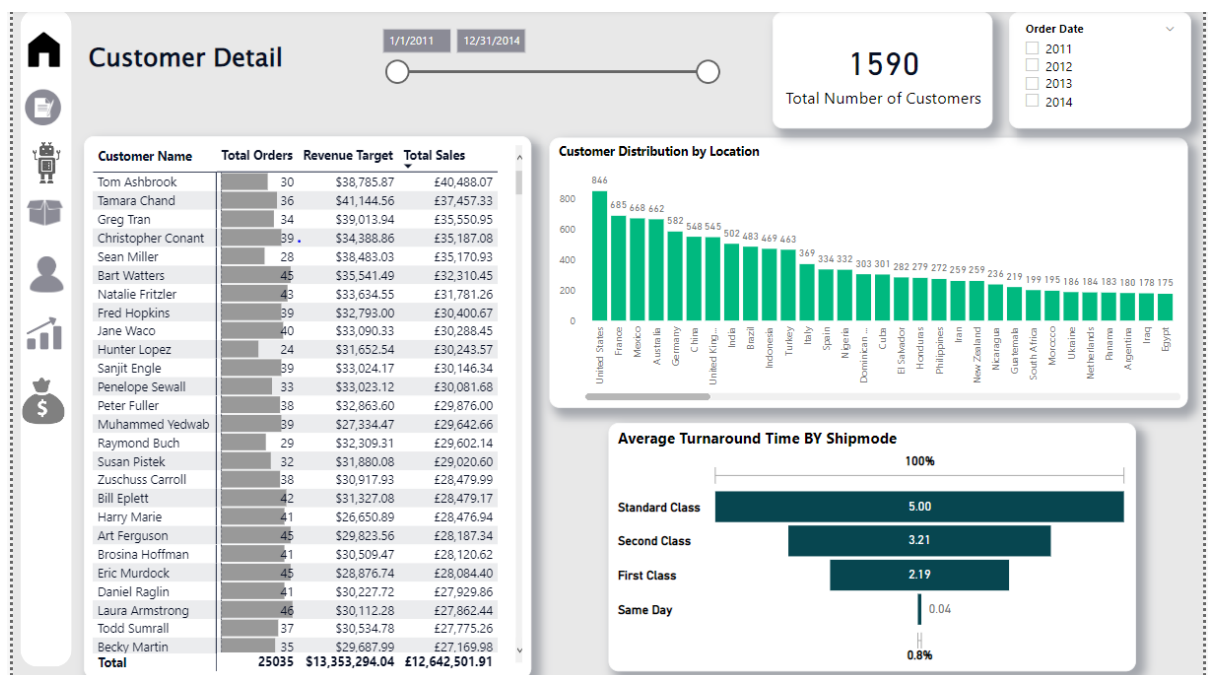 Customer Detail
1/1/2011 12/31/2014
1590
Total Number of Customers
Order Date
2011
2012
2013
2014
Customer Name Total Orders Revenue Target Total Sales
Tom Ashbrook 30 $38,785.87 £40,488.07
Tamara Chand 36 $41,144.56 £37,457.33
Greg Tran 34 $39,013.94 £35,550.95
Christopher Conant 39 $34,388.86 £35,187.08
Sean Miller 28 $38,483.03 £35,170.93
Bart Watters 45 $35,541.49 £32,310.45
Natalie Fritzler 43 $33,634.55 £31,781.26
Fred Hopkins 39 $32,793.00 £30,400.67
Jane Waco 40 $33,090.33 £30,288.45
Hunter Lopez 24 $31,652.54 £30,243.57
Sanjit Engle 39 $33,024.17 £30,146.34
Penelope Sewall 33 $33,023.12 £30,081.68
Peter Fuller 38 $32,863.60 £29,876.00
Muhammed Yedwab 39 $27,334.47 £29,642.66
Raymond Buch 29 $32,309.31 £29,602.14
Susan Pistek 32 $31,880.08 £29,020.60
Zuschuss Carroll 38 $30,917.93 £28,479.99
Bill Eplett 42 $31,327.08 £28,479.17
Harry Marie 41 $26,650.89 £28,476.94
Art Ferguson 45 $29,823.56 £28,187.34
Brosina Hoffman 41 $30,509.47 £28,120.62
Eric Murdock 45 $28,876.74 £28,084.40
Daniel Raglin 41 $30,227.72 £27,929.86
Laura Armstrong 46 $30,112.28 £27,862.44
Todd Sumrall 37 $30,534.78 £27,775.26
Becky Martin 35 $29,687.99 £27,169.98
Total 25035 $13,353,294.04 £12,642,501.91
Customer Distribution by Location
800
600
400
200
0
846 685 668 662 582 548 545 502 483 469 463 369 334 332 303 301 282 279 272 259 259 236 219 199 195 186 184 183 180 178 175
United States
France
Mexico
Australia
Germany
China
United King...
India
Brazil
Indonesia
Turkey
Italy
Spain
Nigeria
Dominican ...
Cuba
El Salvador
Honduras
Philippines
Iran
New Zealand
Nicaragua
Guatemala
South Africa
Morocco
Ukraine
Netherlands
Panama
Argentina
Iraq
Egypt
Average Turnaround Time BY Shipmode
100%
Standard Class 5.00
Second Class 3.21
First Class 2.19
Same Day 0.04
0.8%